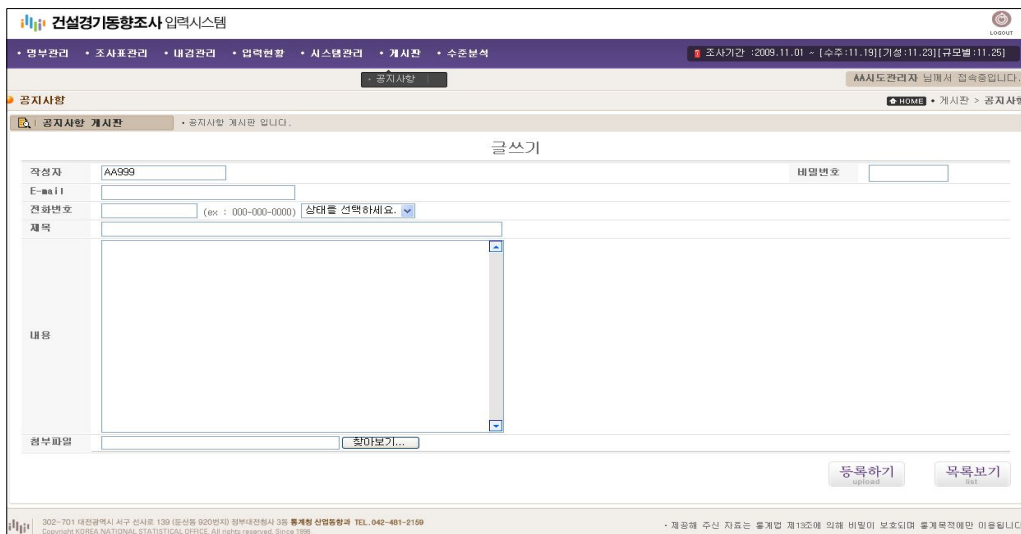 건설경기동향조사 입력시스템
LOGOUT
• 명부관리 • 조사표관리 • 내검관리 • 입력현황 • 시스템관리 • 게시판 • 수준분석
조사기간 :2009.11.01 ~ [수주:11.19][기성:11.23][규모별:11.25]
• 공지사항
AA시도관리자 님께서 접속중입니다.
공지사항
HOME • 게시판 > 공지사항
공지사항 게시판 • 공지사항 게시판 입니다.
글쓰기
작성자 AA999 비밀번호
E-mail
전화번호 (ex : 000-000-0000) 상태를 선택하세요.
제목
내용
첨부파일 찾아보기...
등록하기 목록보기
upload list
302-701 대전광역시 서구 선사로 139 (둔산동 920번지) 정부대전청사 3동 통계청 산업동향과 TEL.042-481-2159
• 제공해 주신 자료는 통계법 제13조에 의해 비밀이 보호되며 통계목적에만 이용됩니다
Copyright KOREA NATIONAL STATISTICAL OFFICE. All rights reserved. Since 1996